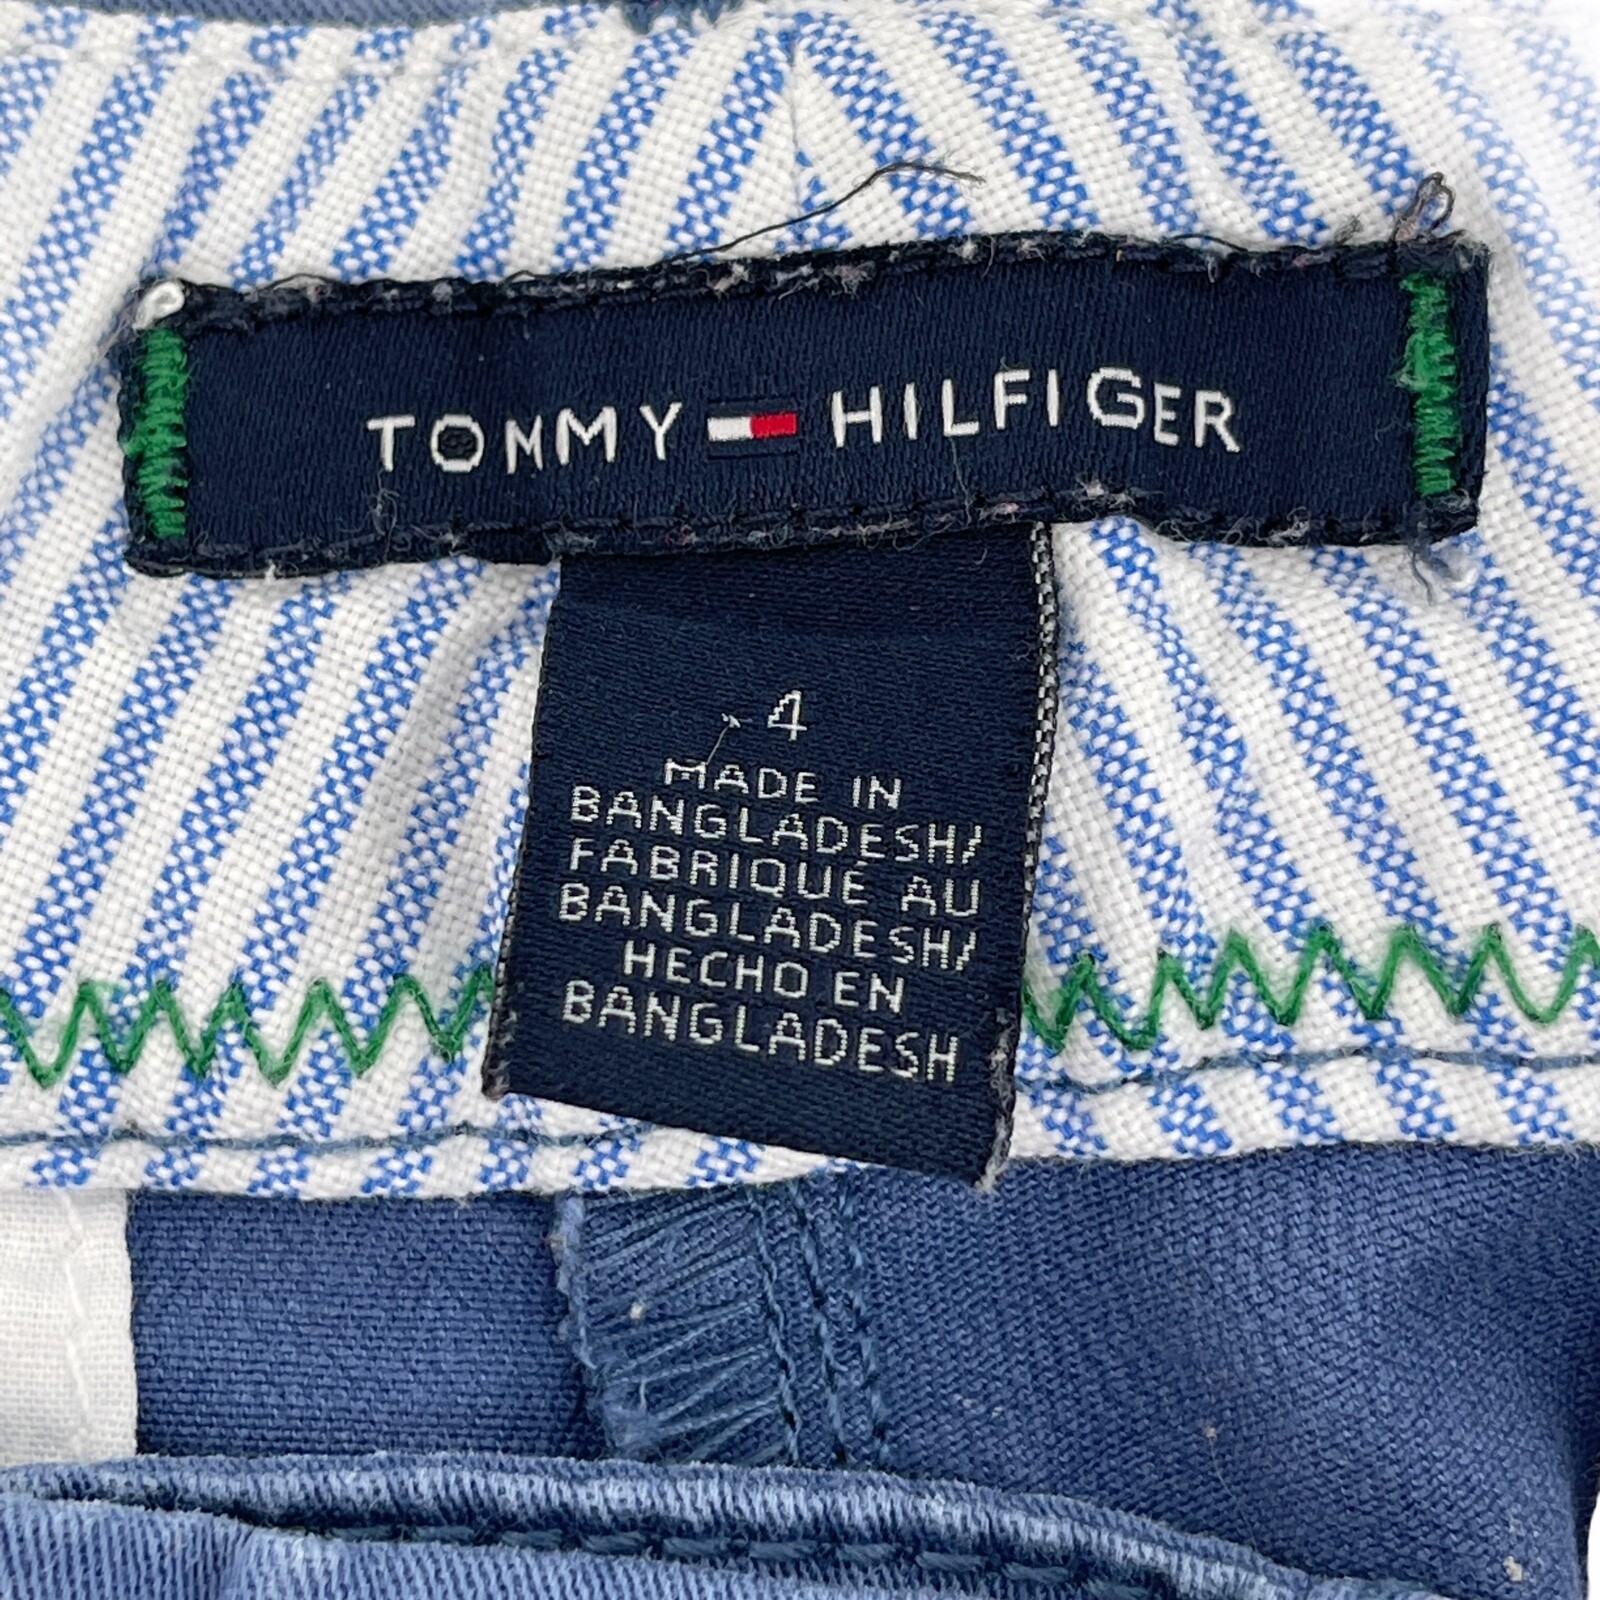 TOMMY HILFIGER
4
MADE IN
BANGLADESH/
FABRIQUÉ AU
BANGLADESH/
HECHO EN
BANGLADESH